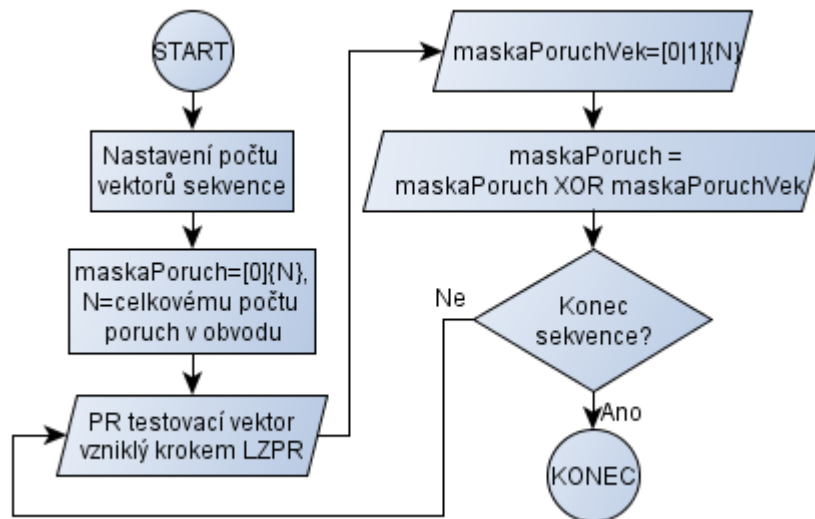 START
Nastavení počtu
vektorů sekvence
maskaPoruch=[0]{N},
N=celkovému počtu
poruch v obvodu
PR testovací vektor
vzniklý krokem LZPR
maskaPoruchVek=[0|1]{N}
maskaPoruch =
maskaPoruch XOR maskaPoruchVek
Konec
sekvence?
Ne
Ano
KONEC